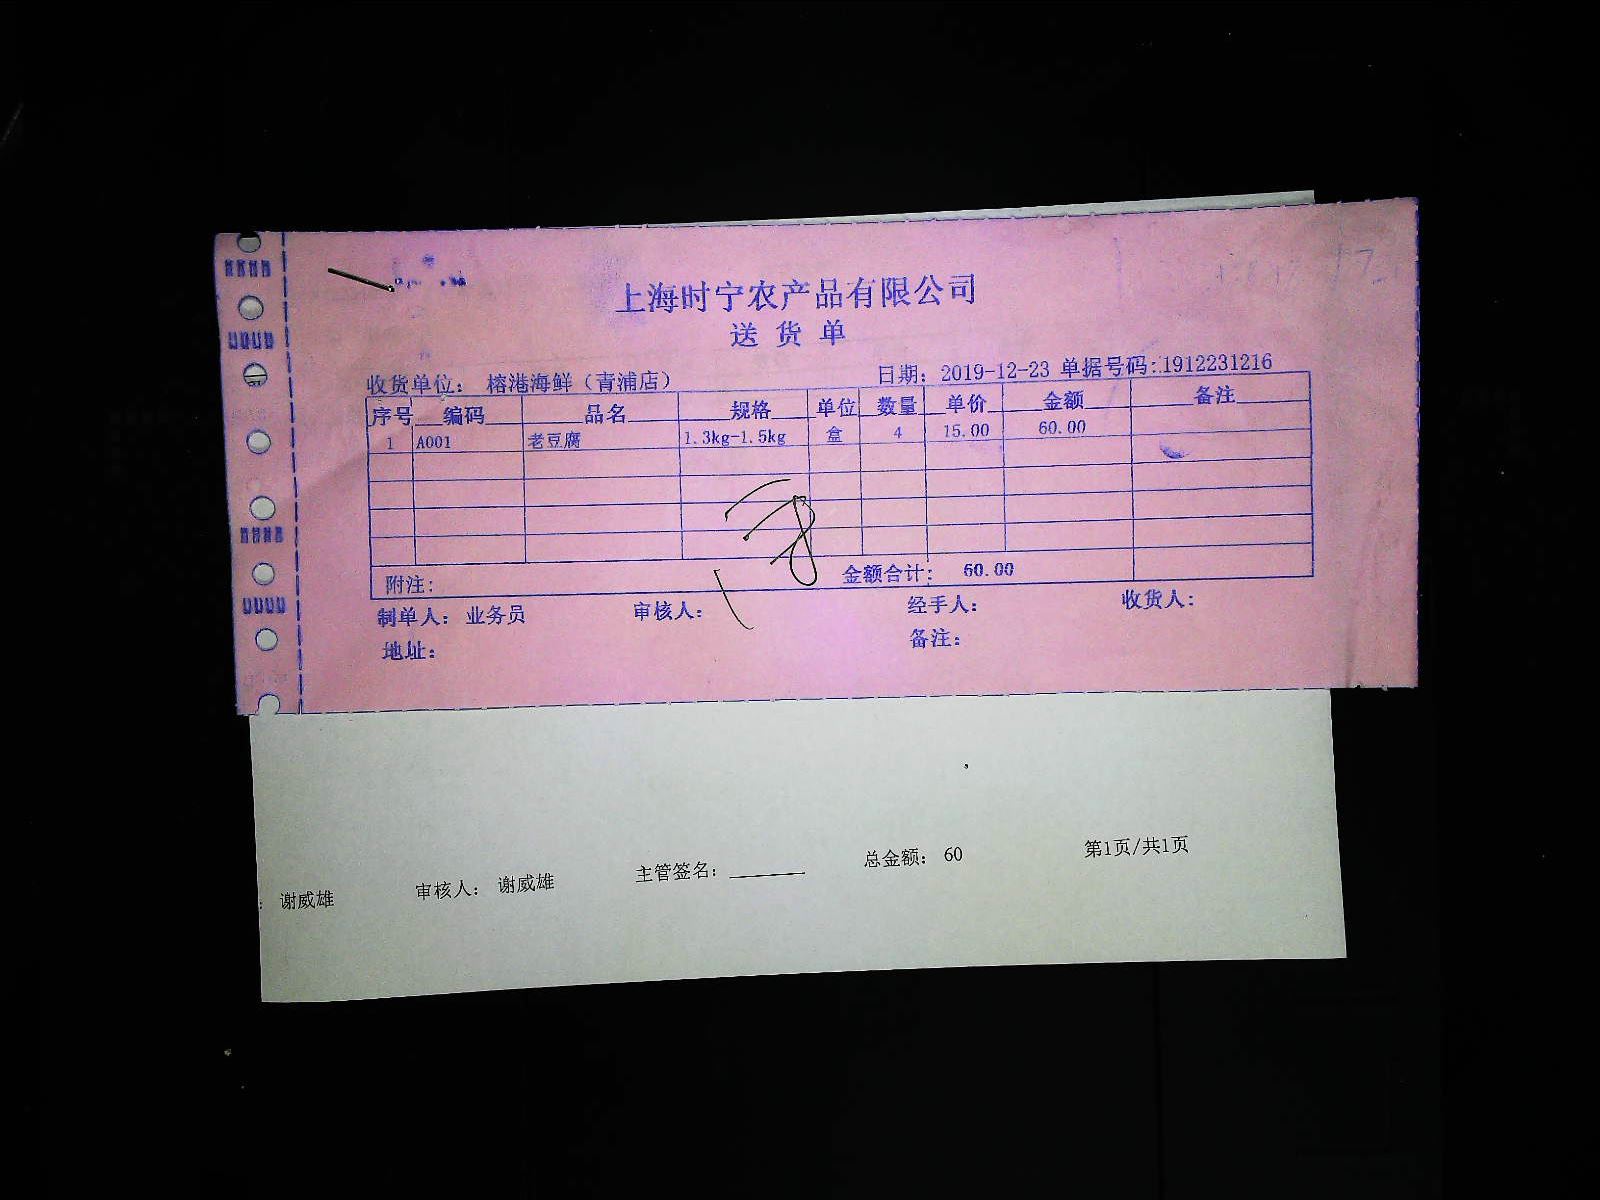 上海时宁农产品有限公司
送货单
收货单位: 榕港海鲜（青浦店） 日期: 2019-12-23 单据号码:1912231216
序号 编码 品名 规格 单位 数量 单价 金额 备注
1 A001 老豆腐 1.3kg-1.5kg 盒 4 15.00 60.00
附注: 金额合计: 60.00
制单人: 业务员 审核人: 经手人: 收货人:
地址: 备注:
: 谢威雄 审核人: 谢威雄 主管签名: 总金额: 60 第1页/共1页